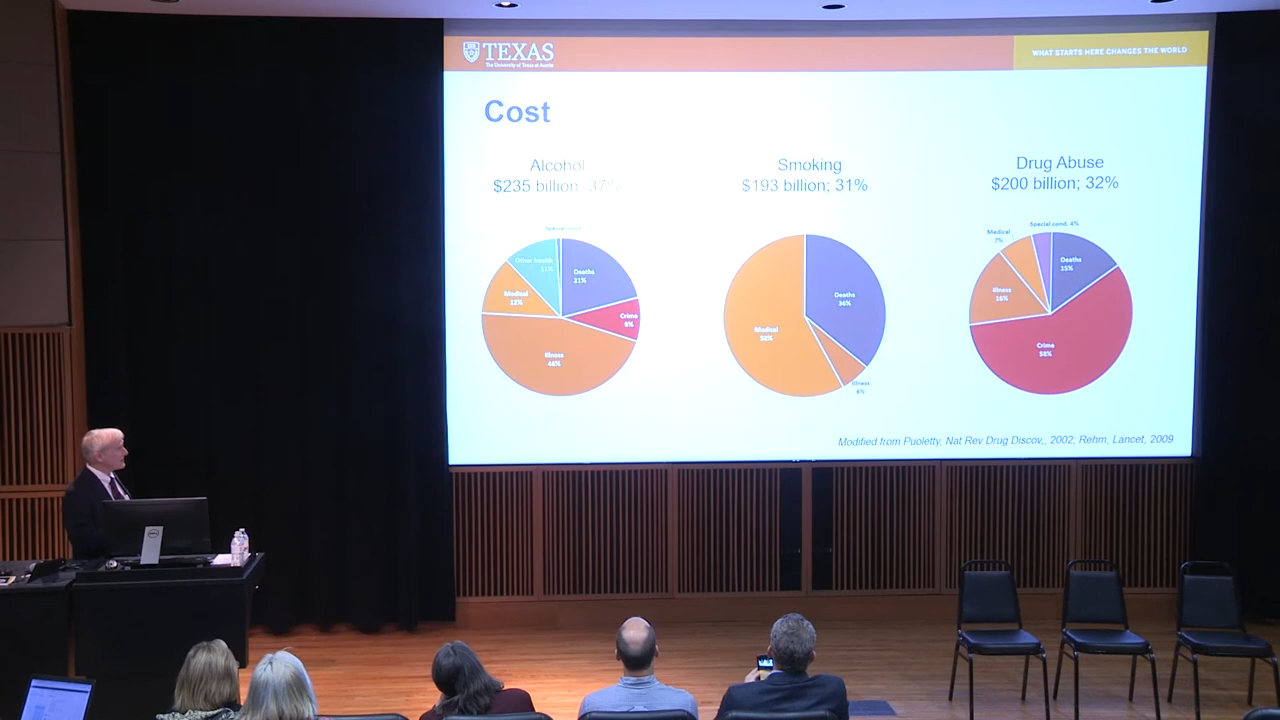 TEXAS
The University of Texas at Austin
WHAT STARTS HERE CHANGES THE WORLD
Cost
Alcohol
$235 billion; 37%
Special cond.
Other health
11%
Deaths
21%
Medical
12%
Crime
9%
Illness
46%
Smoking
$193 billion; 31%
Deaths
36%
Medical
58%
Illness
6%
Drug Abuse
$200 billion; 32%
Special cond. 4%
Medical
7%
Deaths
15%
Illness
16%
Crime
58%
Modified from Puoletty, Nat Rev Drug Discov,, 2002; Rehm, Lancet, 2009
DELL